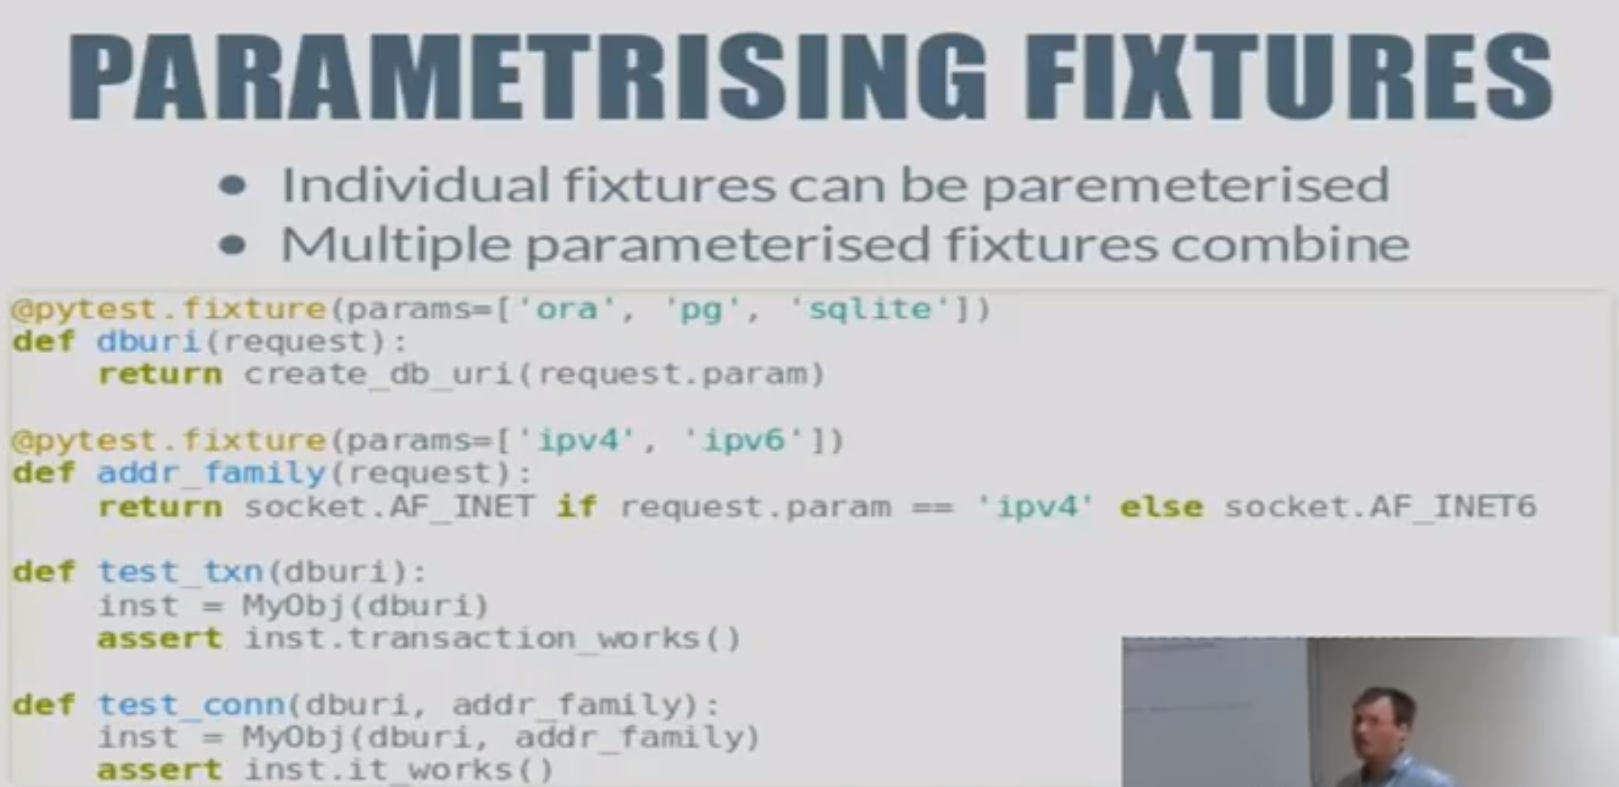 PARAMETRISING FIXTURES
• Individual fixtures can be paremeterised
• Multiple parameterised fixtures combine
@pytest.fixture(params=['ora', 'pg', 'sqlite'])
def dburi(request):
    return create_db_uri(request.param)
@pytest.fixture(params=['ipv4', 'ipv6'])
def addr_family(request):
    return socket.AF_INET if request.param == 'ipv4' else socket.AF_INET6
def test_txn(dburi):
    inst = MyObj(dburi)
    assert inst.transaction_works()
def test_conn(dburi, addr_family):
    inst = MyObj(dburi, addr_family)
    assert inst.it_works()